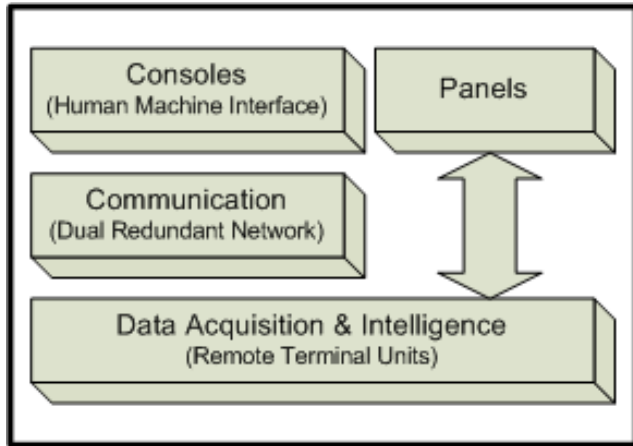 Consoles
(Human Machine Interface)
Panels
Communication
(Dual Redundant Network)
Data Acquisition & Intelligence
(Remote Terminal Units)